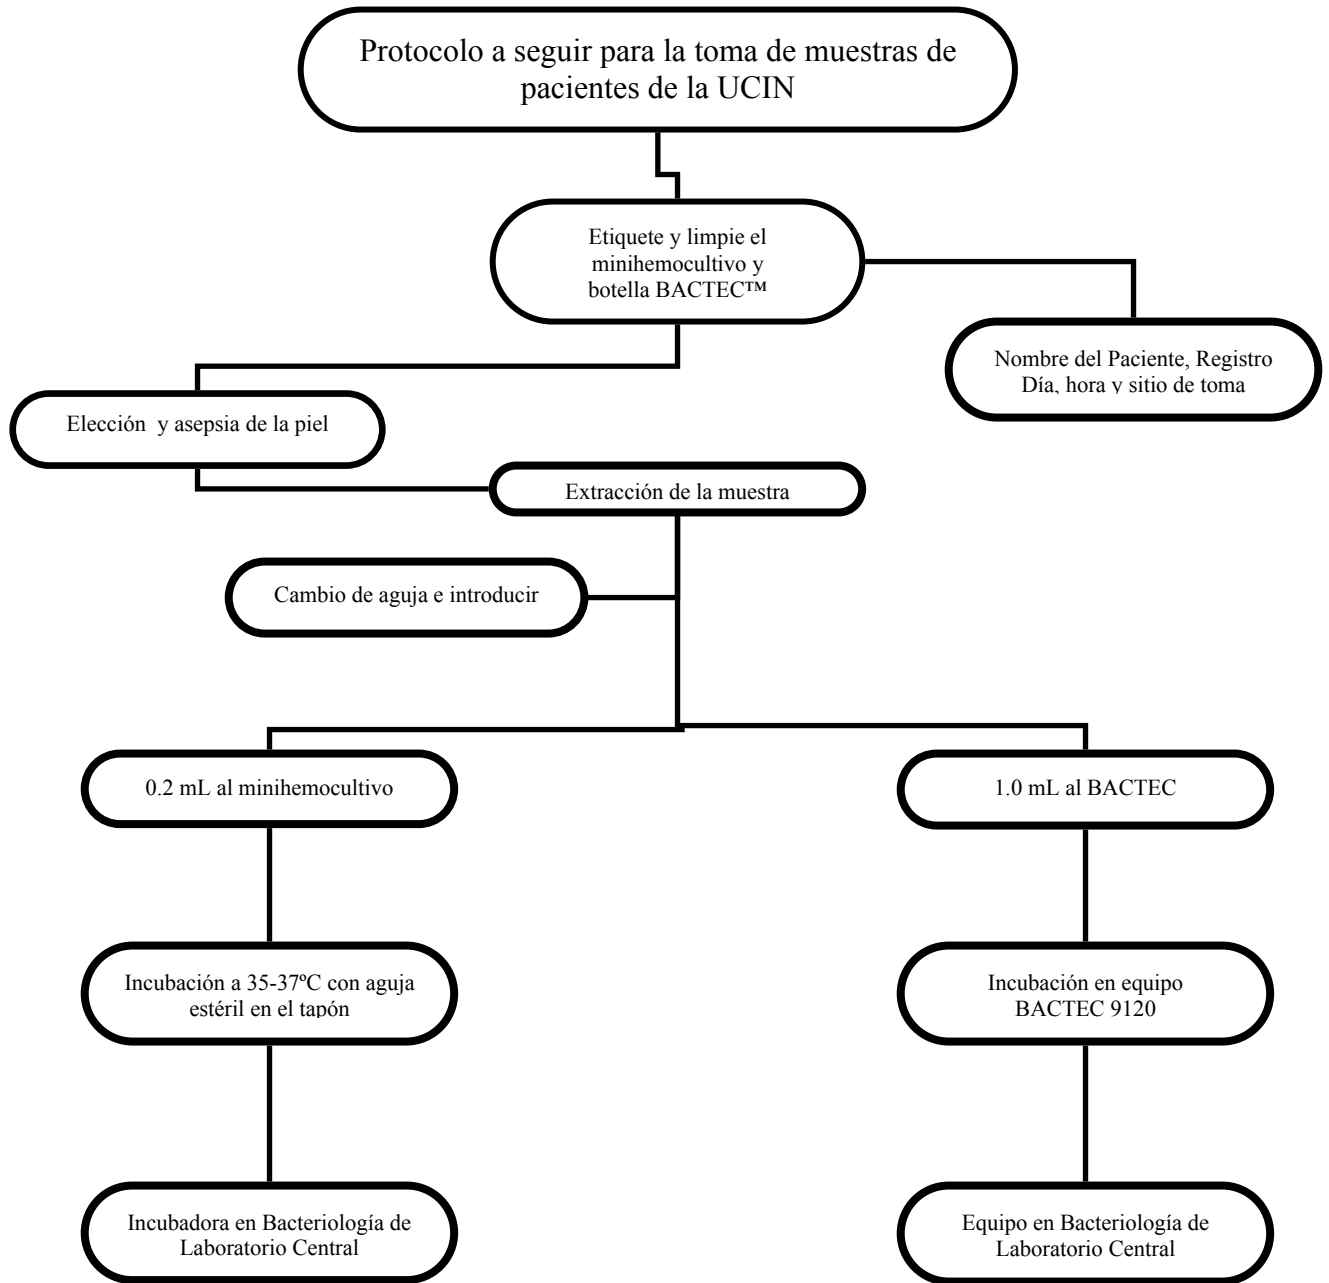 Protocolo a seguir para la toma de muestras de
pacientes de la UCIN
Etiquete y limpie el
minihemocultivo y
botella BACTEC™
Nombre del Paciente, Registro
Día, hora y sitio de toma
Elección y asepsia de la piel
Extracción de la muestra
Cambio de aguja e introducir
0.2 mL al minihemocultivo
1.0 mL al BACTEC
Incubación a 35-37ºC con aguja
estéril en el tapón
Incubación en equipo
BACTEC 9120
Incubadora en Bacteriología de
Laboratorio Central
Equipo en Bacteriología de
Laboratorio Central